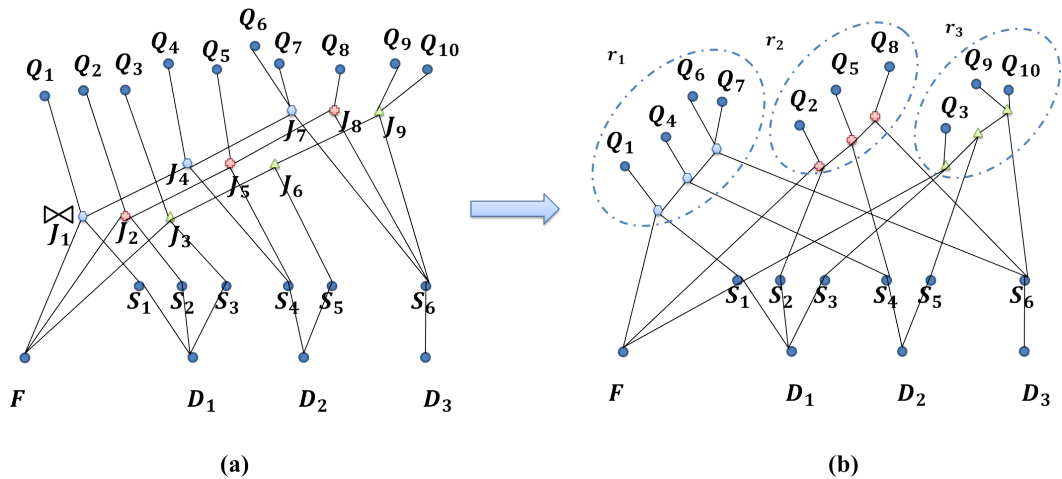 Q6 Q7 Q8 Q9 Q10
Q4 Q5
Q1 Q2 Q3
J7 J8 J9
J4 J5 J6
⋈
J1 J2 J3
S1 S2 S3 S4 S5 S6
F D1 D2 D3
(a)
r1 r2 r3
Q6 Q7 Q5 Q8 Q9 Q10
Q1 Q4 Q2 Q3
S1 S2 S3 S4 S5 S6
F D1 D2 D3
(b)